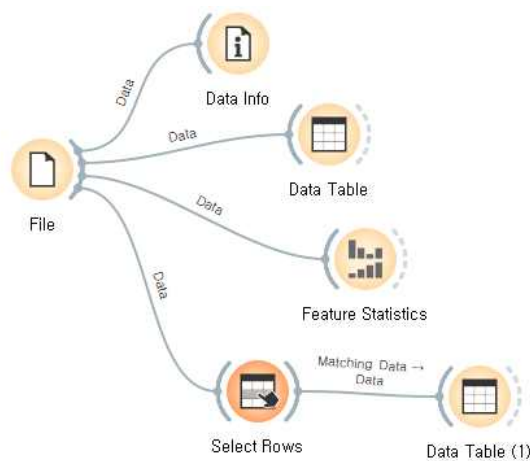 Data
Data Info
Data
Data Table
File
Data
Feature Statistics
Data
Matching Data →
Data
Select Rows
Data Table (1)